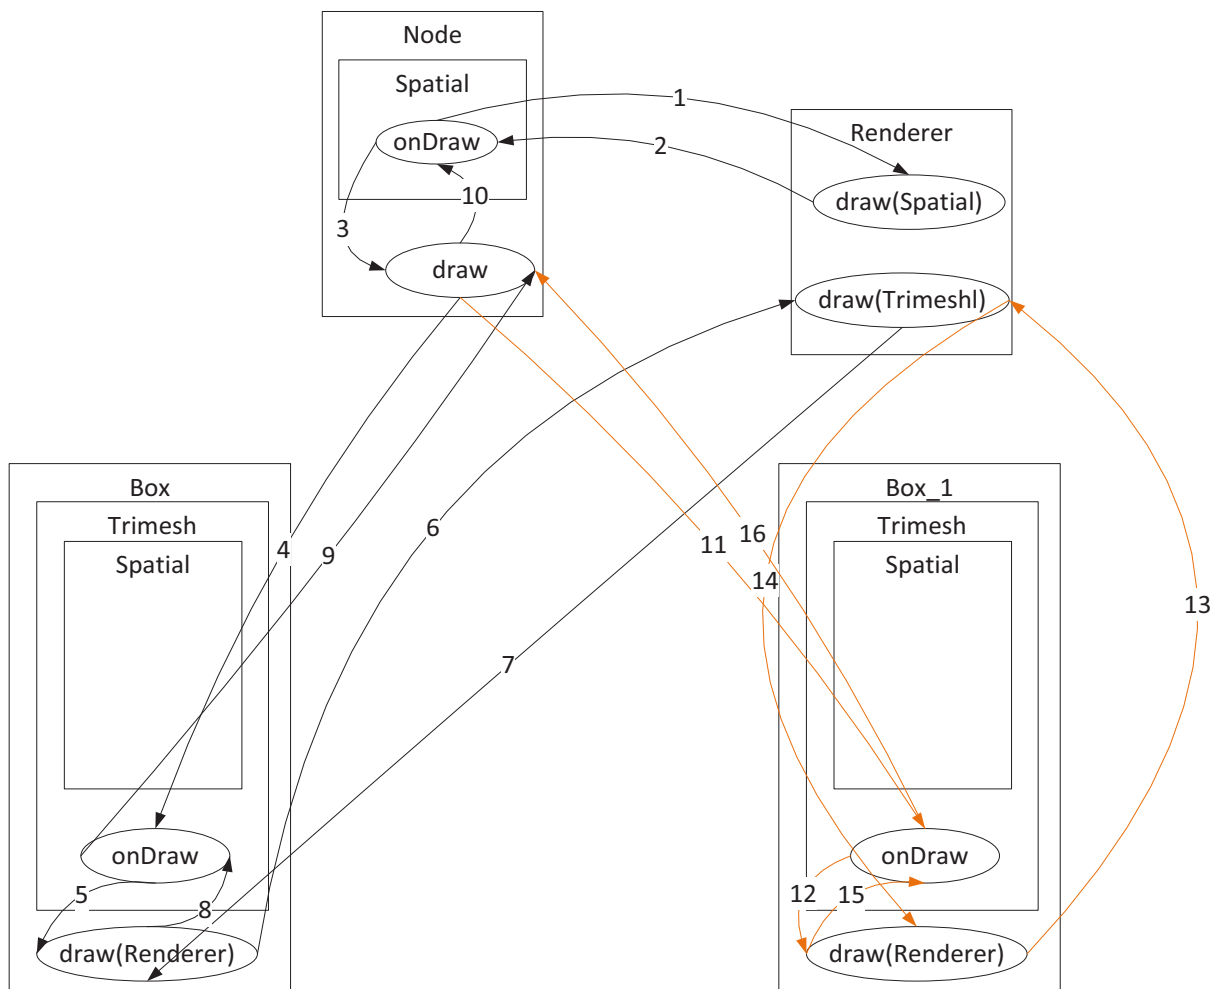 Node
Spatial
1
onDraw
Renderer
2
10
draw(Spatial)
3
draw
draw(Trimeshl)
Box
Box_1
Trimesh
Trimesh
6
16
11
4
9
Spatial
Spatial
14
13
7
onDraw
onDraw
5
12
15
8
draw(Renderer)
draw(Renderer)